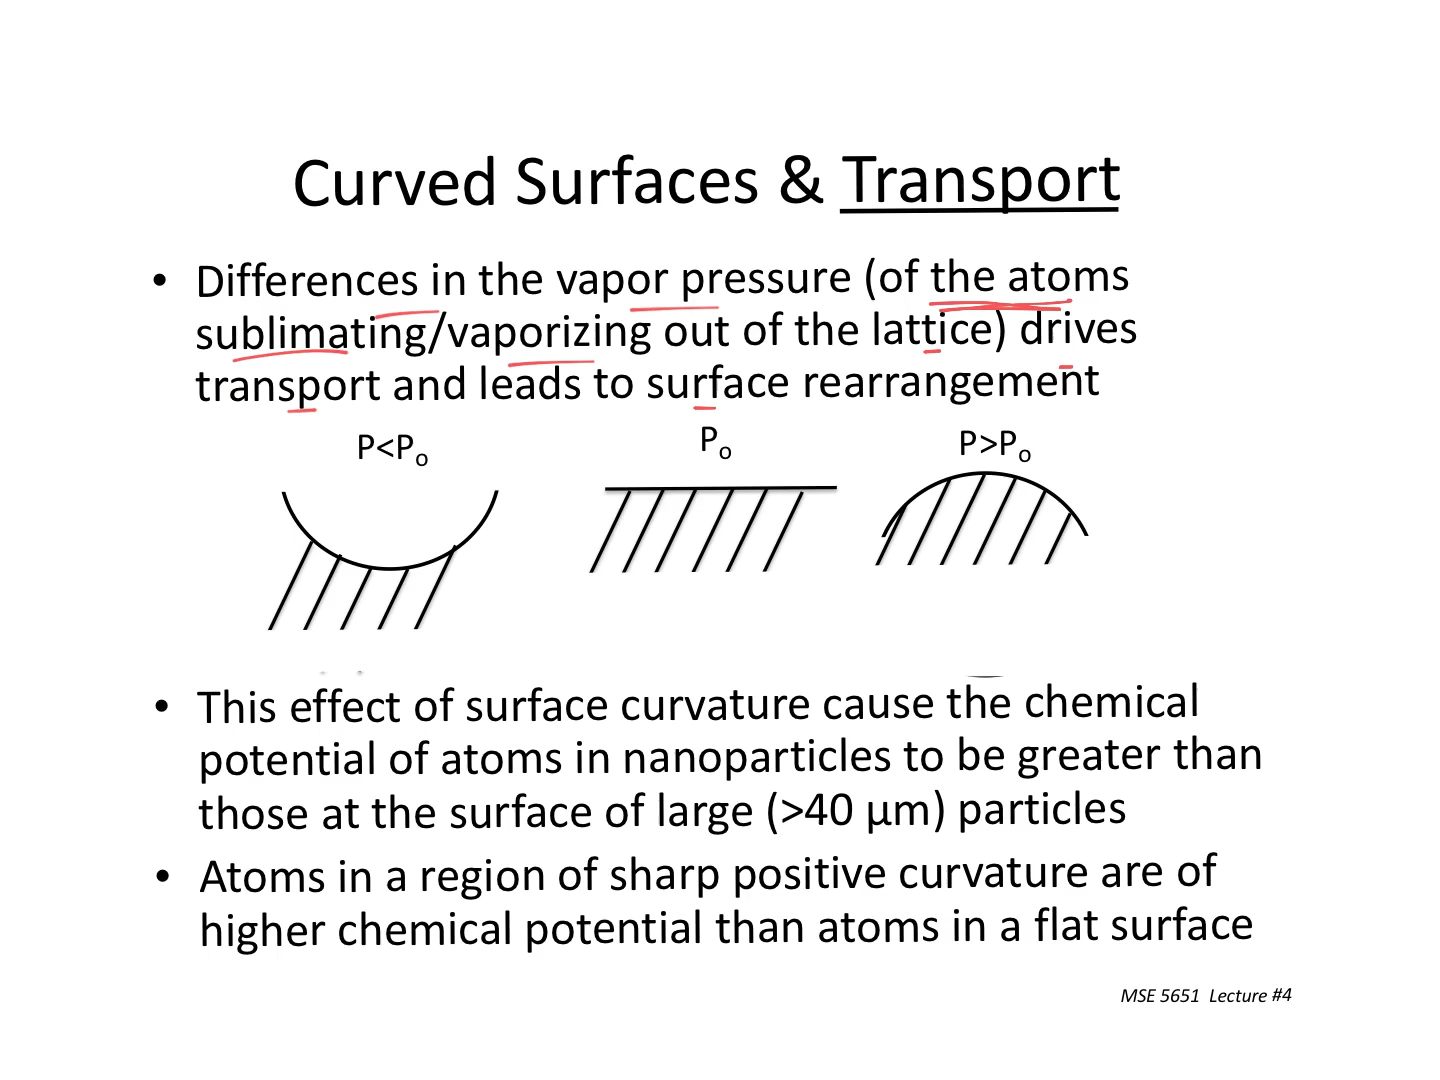 Curved Surfaces & Transport
• Differences in the vapor pressure (of the atoms
sublimating/vaporizing out of the lattice) drives
transport and leads to surface rearrangement
P<Po Po P>Po
• This effect of surface curvature cause the chemical
potential of atoms in nanoparticles to be greater than
those at the surface of large (>40 μm) particles
• Atoms in a region of sharp positive curvature are of
higher chemical potential than atoms in a flat surface
MSE 5651 Lecture #4